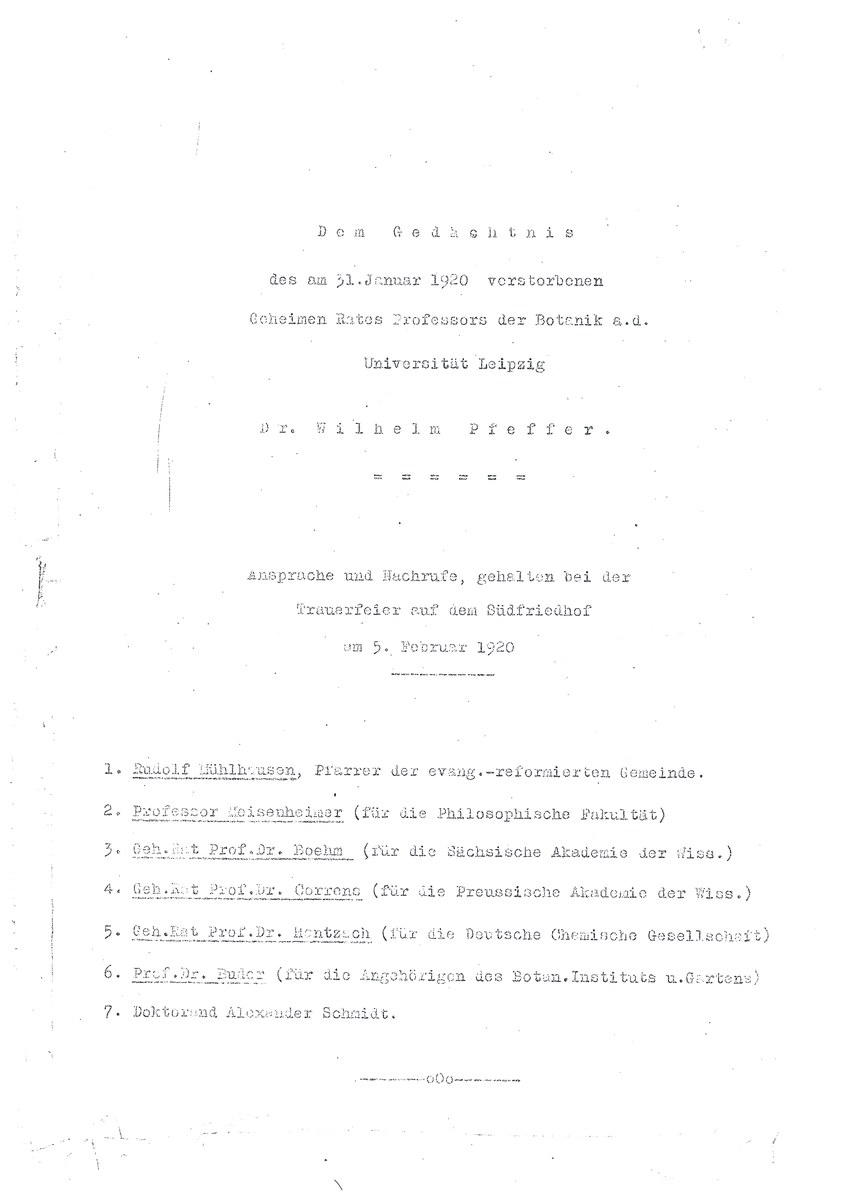 Dem Gedächtnis
des am 31.Januar 1920 verstorbenen
Geheimen Rates Professors der Botanik a.d.
Universität Leipzig
Dr. Wilhelm Pfeffer.
= = = = = =
Ansprache und Nachrufe, gehalten bei der
Trauerfeier auf dem Südfriedhof
am 5. Februar 1920
-----------
1. Rudolf Mühlhausen, Pfarrer der evang.-reformierten Gemeinde.
2. Professor Meisenheimer (für die Philosophische Fakultät)
3. Geh.Rat Prof.Dr. Boehm (für die Sächsische Akademie der Wiss.)
4. Geh.Rat Prof.Dr. Correns (für die Preussische Akademie der Wiss.)
5. Geh.Rat Prof.Dr. Hantzsch (für die Deutsche Chemische Gesellschaft)
6. Prof.Dr. Buder (für die Angehörigen des Botan.Instituts u.Gartens)
7. Doktorand Alexander Schmidt.
-------oOo-------